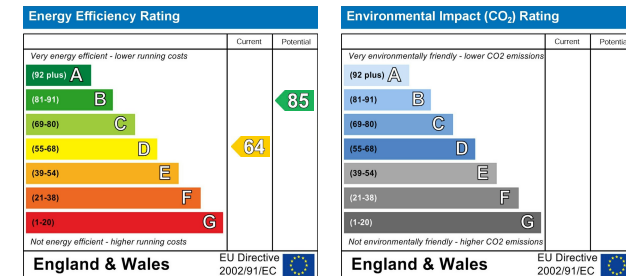 Energy Efficiency Rating
Current Potential
Very energy efficient - lower running costs
(92 plus) A
(81-91) B
85
(69-80) C
(55-68) D
64
(39-54) E
(21-38) F
(1-20) G
Not energy efficient - higher running costs
England & Wales
EU Directive
2002/91/EC
Environmental Impact (CO₂) Rating
Current Potential
Very environmentally friendly - lower CO2 emissions
(92 plus) A
(81-91) B
(69-80) C
(55-68) D
(39-54) E
(21-38) F
(1-20) G
Not environmentally friendly - higher CO2 emissions
England & Wales
EU Directive
2002/91/EC